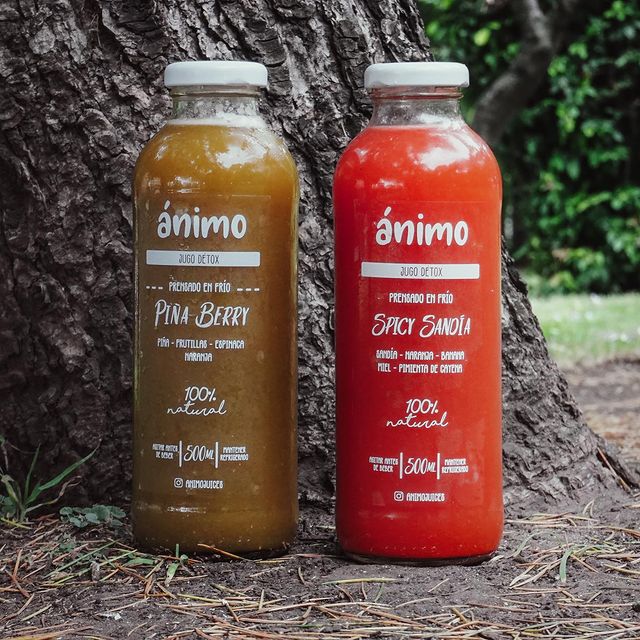 ánimo
JUGO DÉTOX
PRENSADO EN FRÍO
PIÑA BERRY
PIÑA - FRUTILLAS - ESPINACA
NARANJA
100%
natural
AGITAR ANTES
DE BEBER
500ML
MANTENER
REFRIGERADO
ANIMOJUICES
ánimo
JUGO DÉTOX
PRENSADO EN FRÍO
SPICY SANDÍA
SANDÍA - NARANJA - BANANA
MIEL - PIMIENTA DE CAYENA
100%
natural
AGITAR ANTES
DE BEBER
500ML
MANTENER
REFRIGERADO
ANIMOJUICES